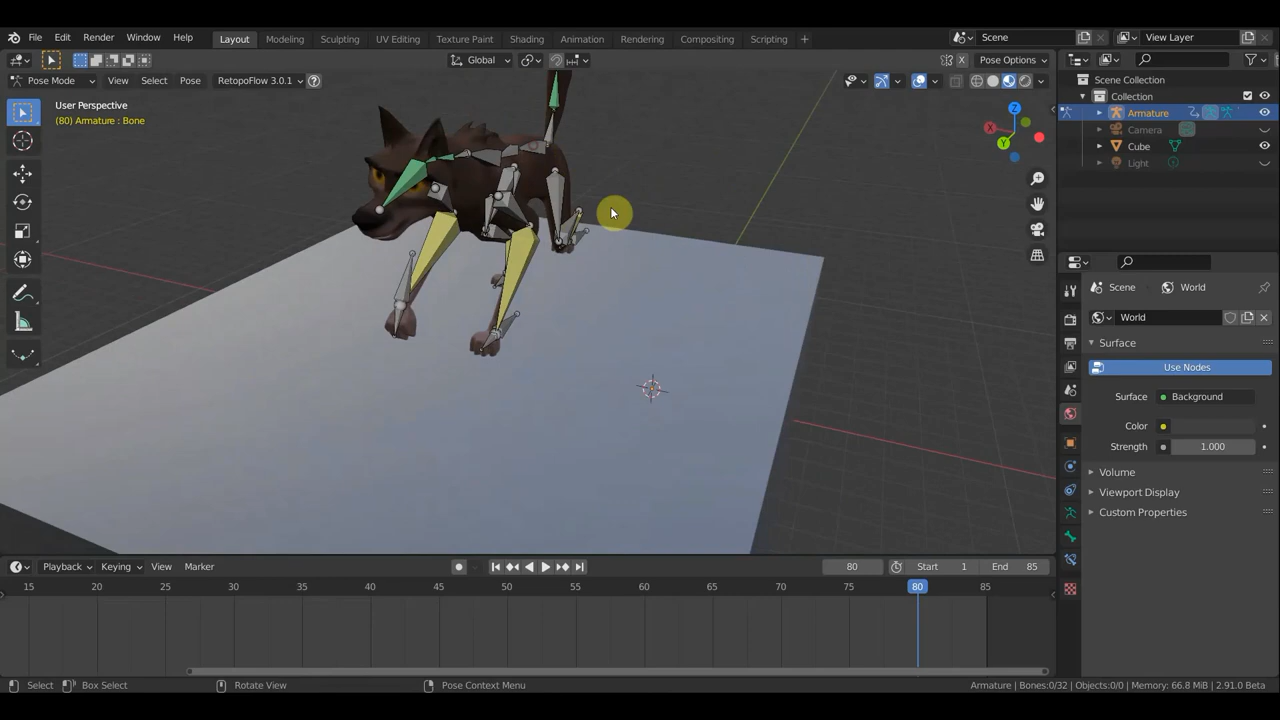 File Edit Render Window Help Layout Modeling Sculpting UV Editing Texture Paint Shading Animation Rendering Compositing Scripting + Scene View Layer
Global Pose Options
Pose Mode View Select Pose RetopoFlow 3.0.1 Scene Collection
User Perspective Collection
(80) Armature : Bone Armature
X Camera
Y Cube
Z Light
Scene World
World
Surface
Use Nodes
Surface Background
Color
Strength 1.000
Volume
Viewport Display
Custom Properties
Playback Keying View Marker 80 Start 1 End 85
15 20 25 30 35 40 45 50 55 60 65 70 75 80 85
Select Box Select Rotate View Pose Context Menu Armature | Bones:0/32 | Objects:0/0 | Memory: 66.8 MiB | 2.91.0 Beta